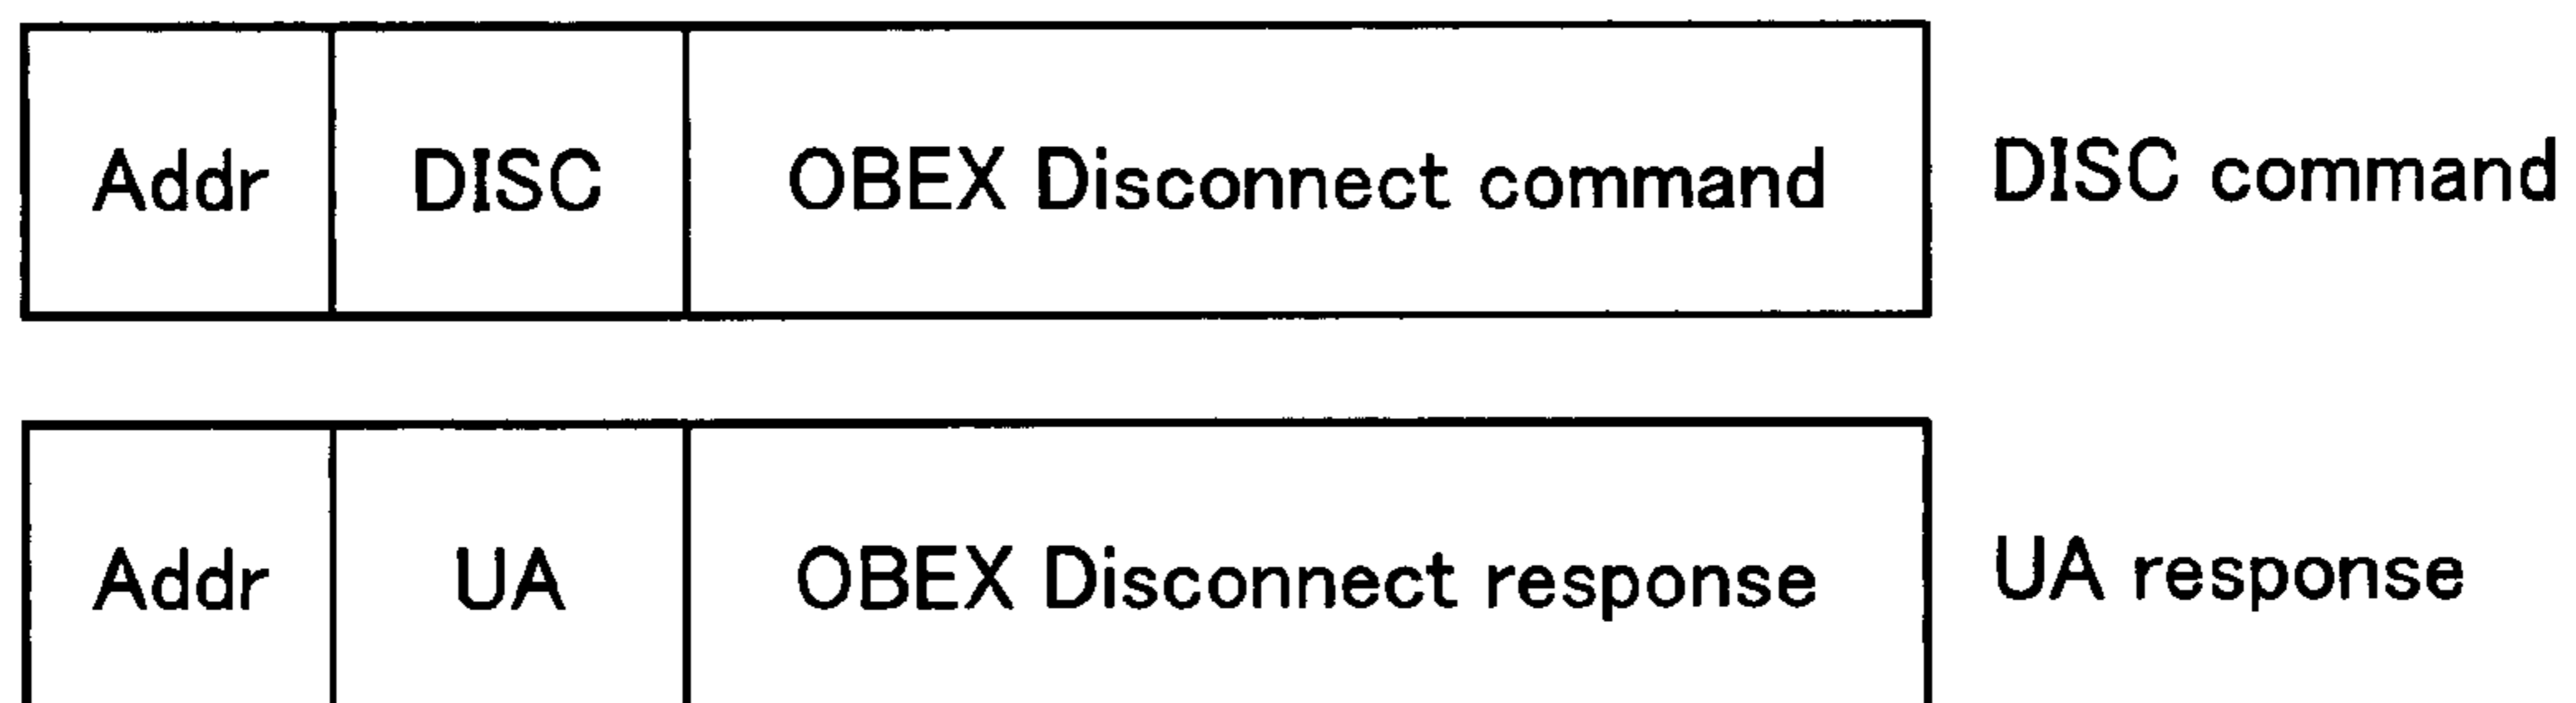 Addr DISC OBEX Disconnect command DISC command
Addr UA OBEX Disconnect response UA response